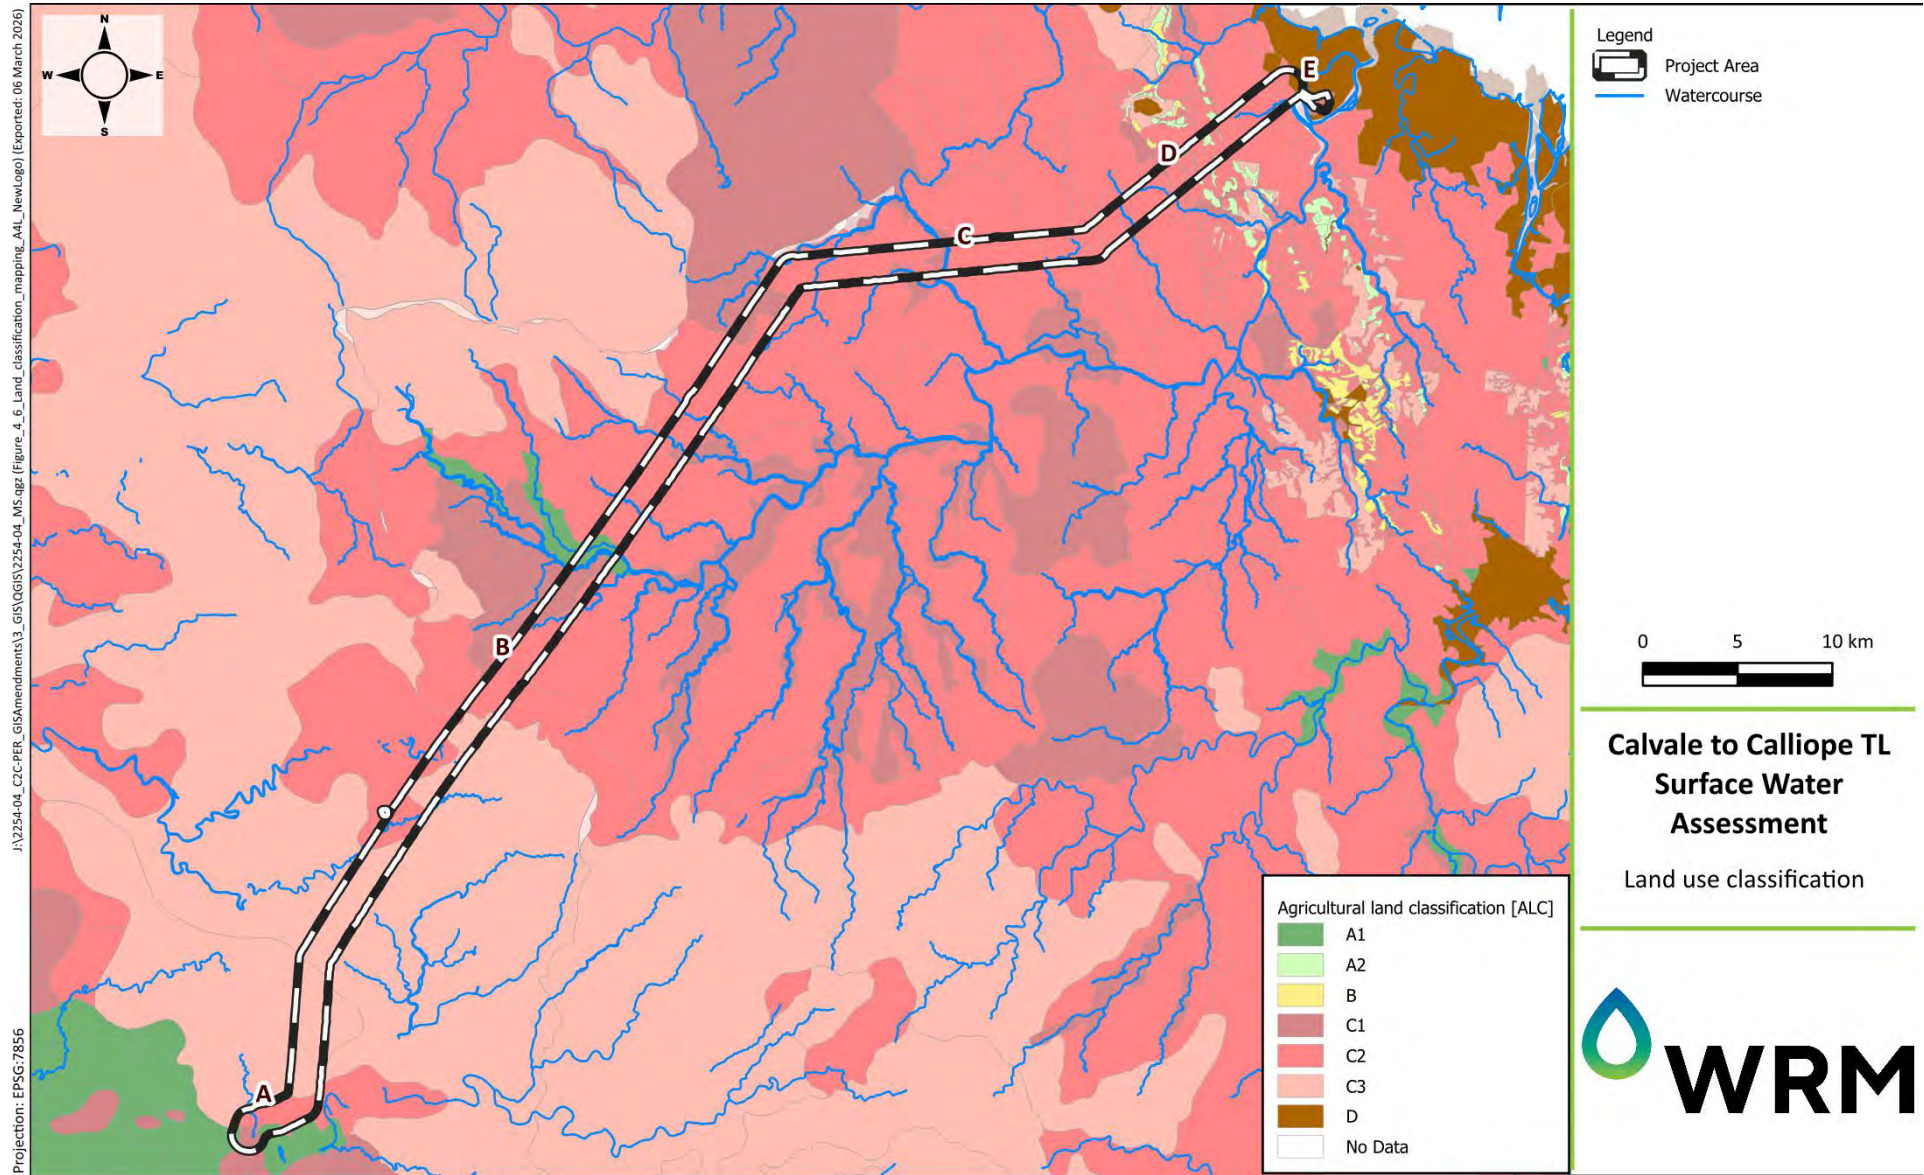 J:\2254-04_C2C-PER_GISAmendments\3_GIS\QGIS\2254-04_MS.qgz (Figure_4_6_Land_classification_mapping_A4L_NewLogo) (Exported: 06 March 2026)
Projection: EPSG:7856
N
W
E
S
E
D
C
B
A
Legend
Project Area
Watercourse
0 5 10 km
Calvale to Calliope TL
Surface Water
Assessment
Land use classification
Agricultural land classification [ALC]
A1
A2
B
C1
C2
C3
D
No Data
WRM